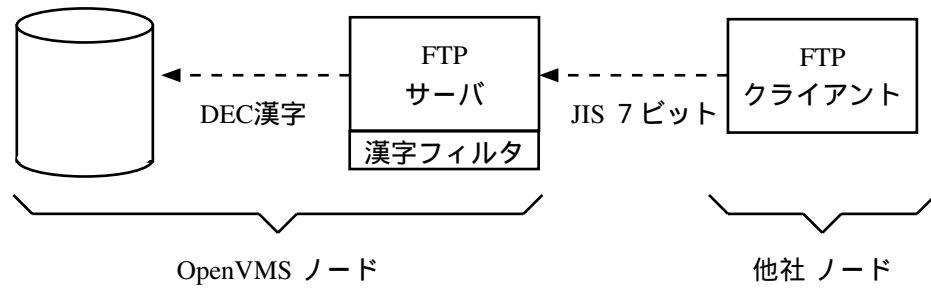 FTP
サーバ
漢字フィルタ
DEC漢字
JIS 7 ビット
FTP
クライアント
OpenVMS ノード
他社 ノード